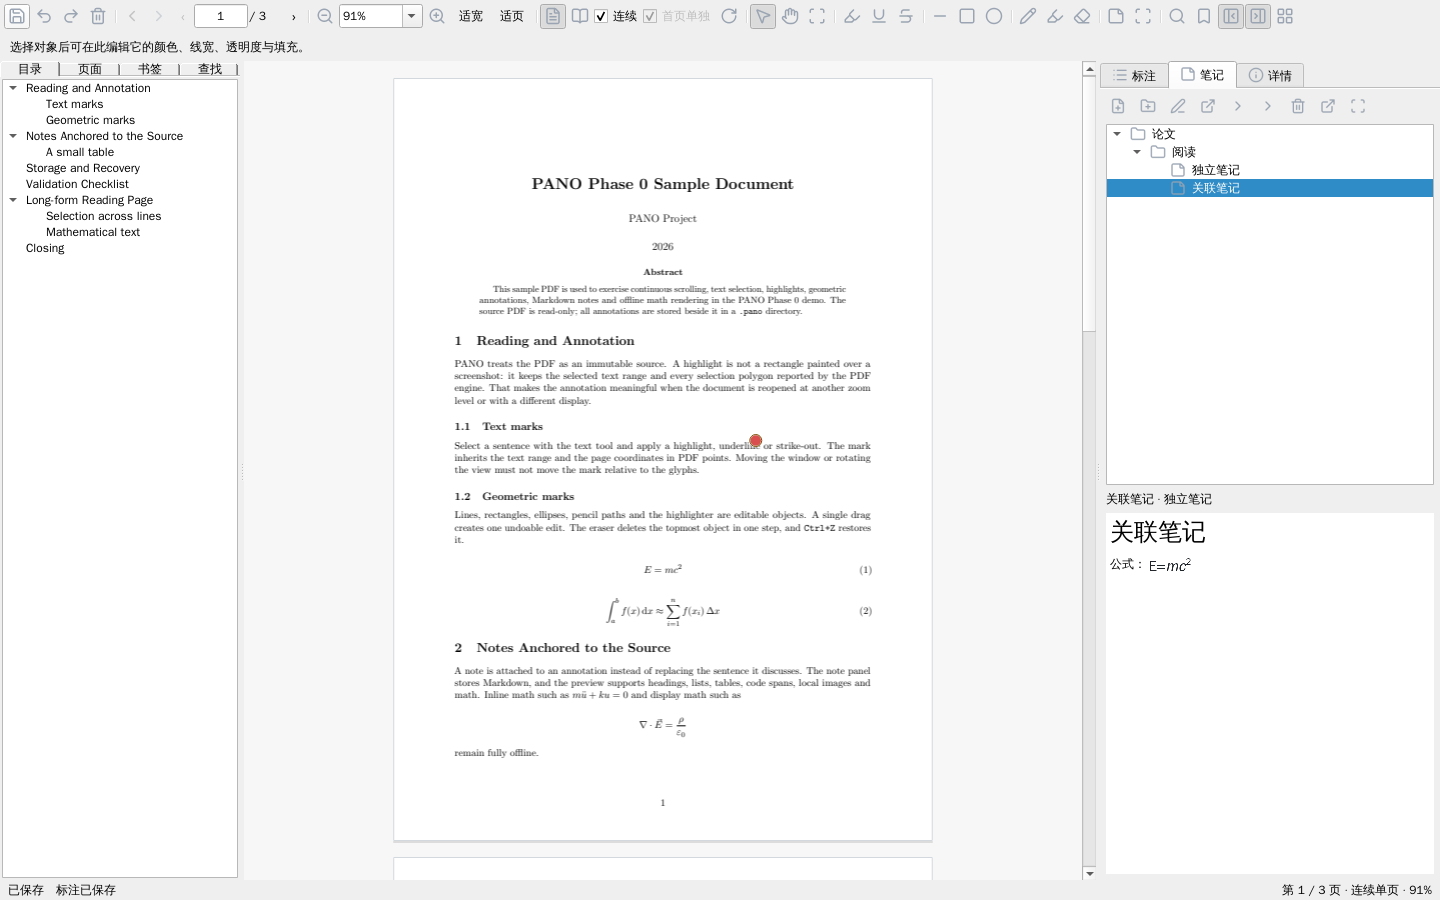 1 / 3 91% 适宽 适页 连续 首页单独
选择对象后可在此编辑它的颜色、线宽、透明度与填充。
目录 页面 书签 查找
Reading and Annotation
Text marks
Geometric marks
Notes Anchored to the Source
A small table
Storage and Recovery
Validation Checklist
Long-form Reading Page
Selection across lines
Mathematical text
Closing
PANO Phase 0 Sample Document
PANO Project
2026
Abstract
This sample PDF is used to exercise continuous scrolling, text selection, highlights, geometric
annotations, Markdown notes and offline math rendering in the PANO Phase 0 demo. The
source PDF is read-only; all annotations are stored beside it in a .pano directory.
1 Reading and Annotation
PANO treats the PDF as an immutable source. A highlight is not a rectangle painted over a
screenshot: it keeps the selected text range and every selection polygon reported by the PDF
engine. That makes the annotation meaningful when the document is reopened at another zoom
level or with a different display.
1.1 Text marks
Select a sentence with the text tool and apply a highlight, underline or strike-out. The mark
inherits the text range and the page coordinates in PDF points. Moving the window or rotating
the view must not move the mark relative to the glyphs.
1.2 Geometric marks
Lines, rectangles, ellipses, pencil paths and the highlighter are editable objects. A single drag
creates one undoable edit. The eraser deletes the topmost object in one step, and Ctrl+Z restores
it.
E = mc² (1)
∫ₐᵇ f(x) dx ≈ ∑ᵢ₌₁ⁿ f(xᵢ) Δx (2)
2 Notes Anchored to the Source
A note is attached to an annotation instead of replacing the sentence it discusses. The note panel
stores Markdown, and the preview supports headings, lists, tables, code spans, local images and
math. Inline math such as mü + ku = 0 and display math such as
∇ · E⃗ = ρ/ε₀
remain fully offline.
1
标注 笔记 详情
论文
阅读
独立笔记
关联笔记
关联笔记 · 独立笔记
关联笔记
公式： E=mc²
已保存 标注已保存
第 1 / 3 页 · 连续单页 · 91%